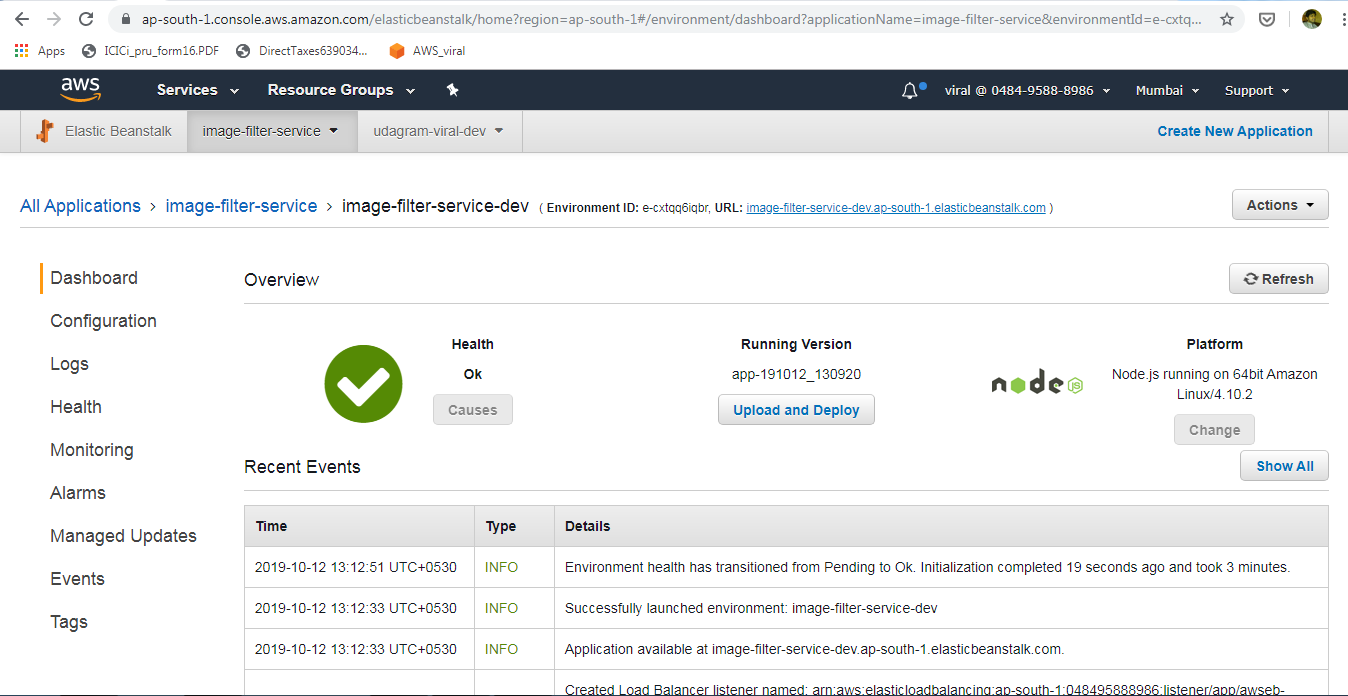 ap-south-1.console.aws.amazon.com/elasticbeanstalk/home?region=ap-south-1#/environment/dashboard?applicationName=image-filter-service&environmentId=e-cxtq...
Apps ICICi_pru_form16.PDF DirectTaxes639034... AWS_viral
aws Services Resource Groups viral @ 0484-9588-8986 Mumbai Support
Elastic Beanstalk image-filter-service udagram-viral-dev Create New Application
All Applications > image-filter-service > image-filter-service-dev ( Environment ID: e-cxtqq6iqbr, URL: image-filter-service-dev.ap-south-1.elasticbeanstalk.com ) Actions
Dashboard
Configuration
Logs
Health
Monitoring
Alarms
Managed Updates
Events
Tags
Overview Refresh
Health Running Version Platform
Ok app-191012_130920 node js Node.js running on 64bit Amazon
Linux/4.10.2
Causes Upload and Deploy Change
Recent Events Show All
Time Type Details
2019-10-12 13:12:51 UTC+0530 INFO Environment health has transitioned from Pending to Ok. Initialization completed 19 seconds ago and took 3 minutes.
2019-10-12 13:12:33 UTC+0530 INFO Successfully launched environment: image-filter-service-dev
2019-10-12 13:12:33 UTC+0530 INFO Application available at image-filter-service-dev.ap-south-1.elasticbeanstalk.com.
Created Load Balancer listener named: arn:aws:elasticloadbalancing:ap-south-1:048495888986:listener/app/awseb-